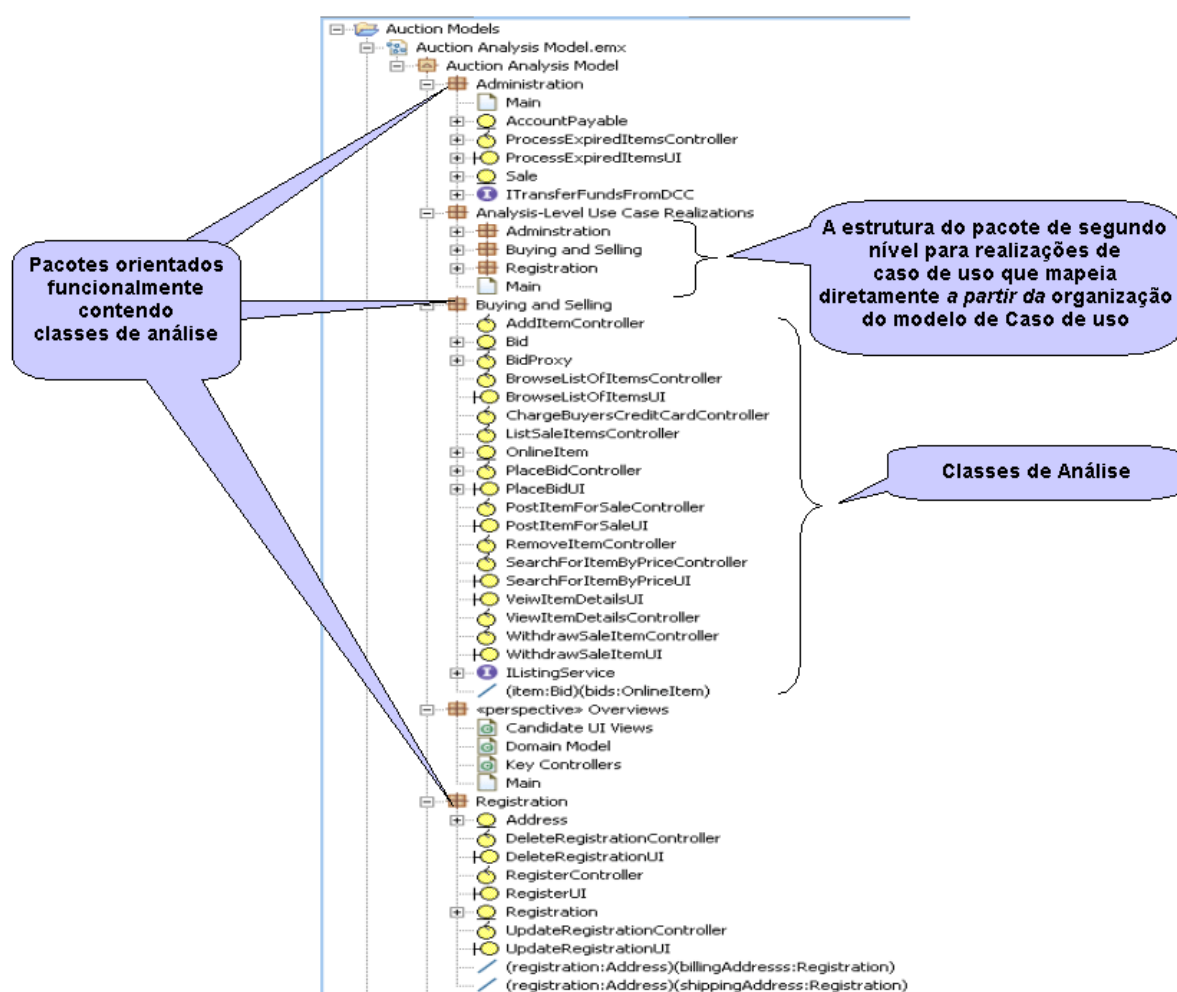 Auction Models
Auction Analysis Model.emx
Auction Analysis Model
Administration
Main
AccountPayable
ProcessExpiredItemsController
ProcessExpiredItemsUI
Sale
ITransferFundsFromDCC
Analysis-Level Use Case Realizations
Adminstration
Buying and Selling
Registration
Main
Buying and Selling
AddItemController
Bid
BidProxy
BrowseListOfItemsController
BrowseListOfItemsUI
ChargeBuyersCreditCardController
ListSaleItemsController
OnlineItem
PlaceBidController
PlaceBidUI
PostItemForSaleController
PostItemForSaleUI
RemoveItemController
SearchForItemByPriceController
SearchForItemByPriceUI
VeiwItemDetailsUI
ViewItemDetailsController
WithdrawSaleItemController
WithdrawSaleItemUI
IListingService
(item:Bid)(bids:OnlineItem)
«perspective» Overviews
Candidate UI Views
Domain Model
Key Controllers
Main
Registration
Address
DeleteRegistrationController
DeleteRegistrationUI
RegisterController
RegisterUI
Registration
UpdateRegistrationController
UpdateRegistrationUI
(registration:Address)(billingAddresss:Registration)
(registration:Address)(shippingAddress:Registration)
Pacotes orientados
funcionalmente
contendo
classes de análise
A estrutura do pacote de segundo
nível para realizações de
caso de uso que mapeia
diretamente a partir da organização
do modelo de Caso de uso
Classes de Análise